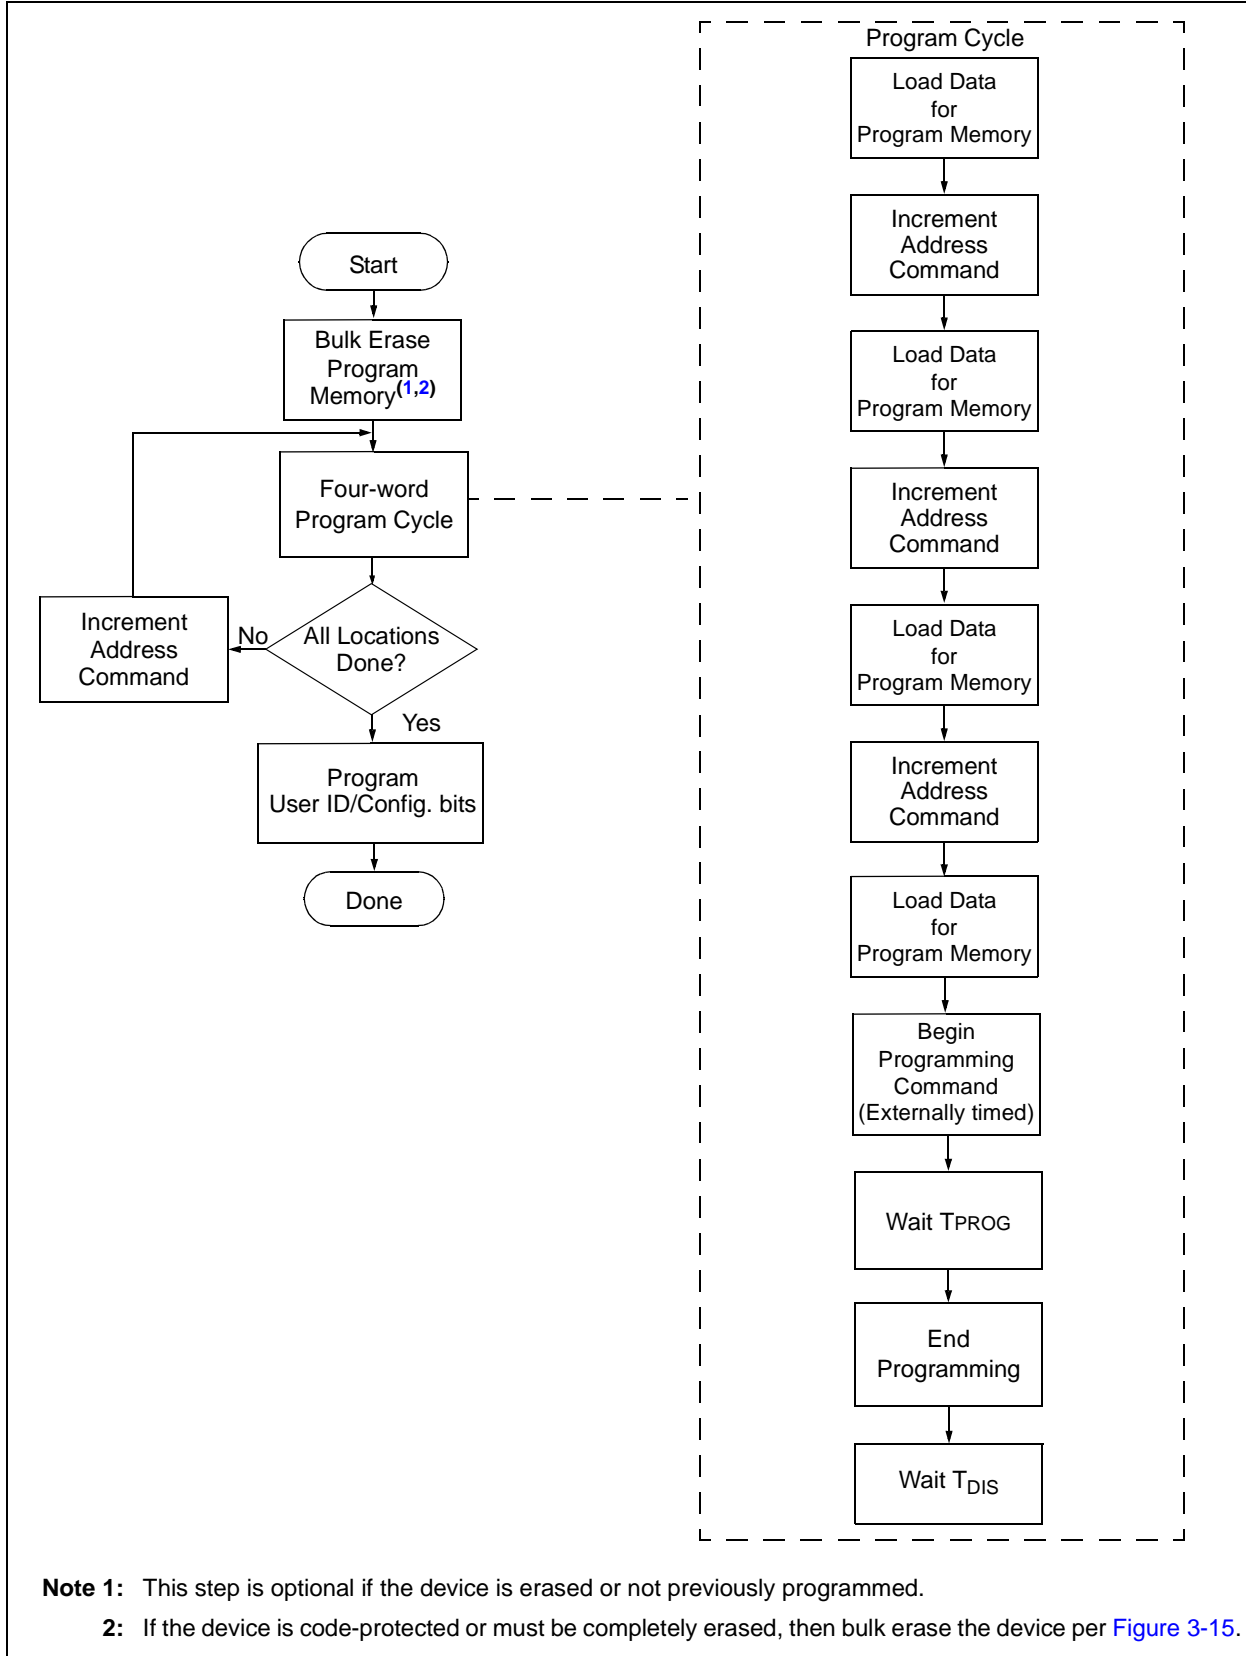 Start
Bulk Erase
Program
Memory(1,2)
Four-word
Program Cycle
All Locations
Done?
No
Increment
Address
Command
Yes
Program
User ID/Config. bits
Done
Program Cycle
Load Data
for
Program Memory
Increment
Address
Command
Load Data
for
Program Memory
Increment
Address
Command
Load Data
for
Program Memory
Increment
Address
Command
Load Data
for
Program Memory
Begin
Programming
Command
(Externally timed)
Wait TPROG
End
Programming
Wait TDIS
Note 1: This step is optional if the device is erased or not previously programmed.
2: If the device is code-protected or must be completely erased, then bulk erase the device per Figure 3-15.